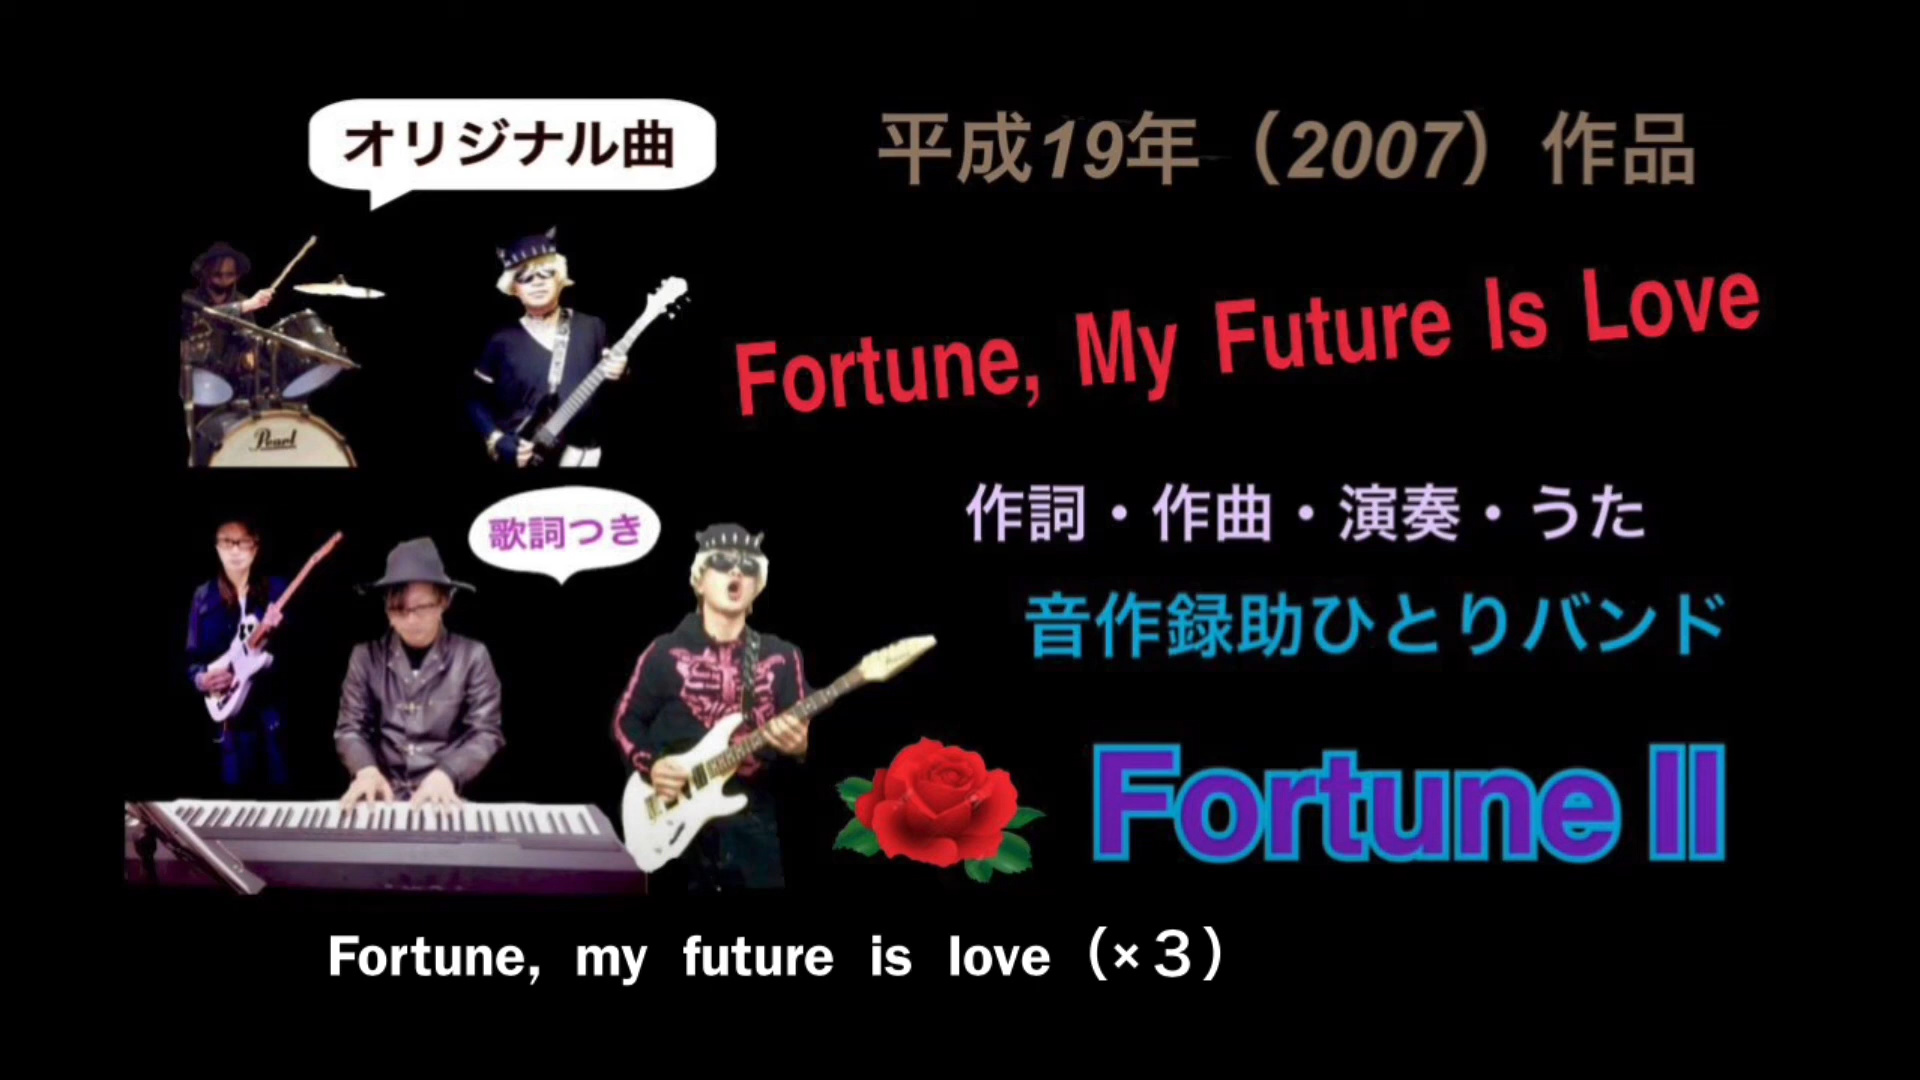 オリジナル曲
平成19年（2007）作品
Fortune, My Future Is Love
Pearl
歌詞つき
作詞・作曲・演奏・うた
音作録助ひとりバンド
Fortune II
Fortune, my future is love（×３）